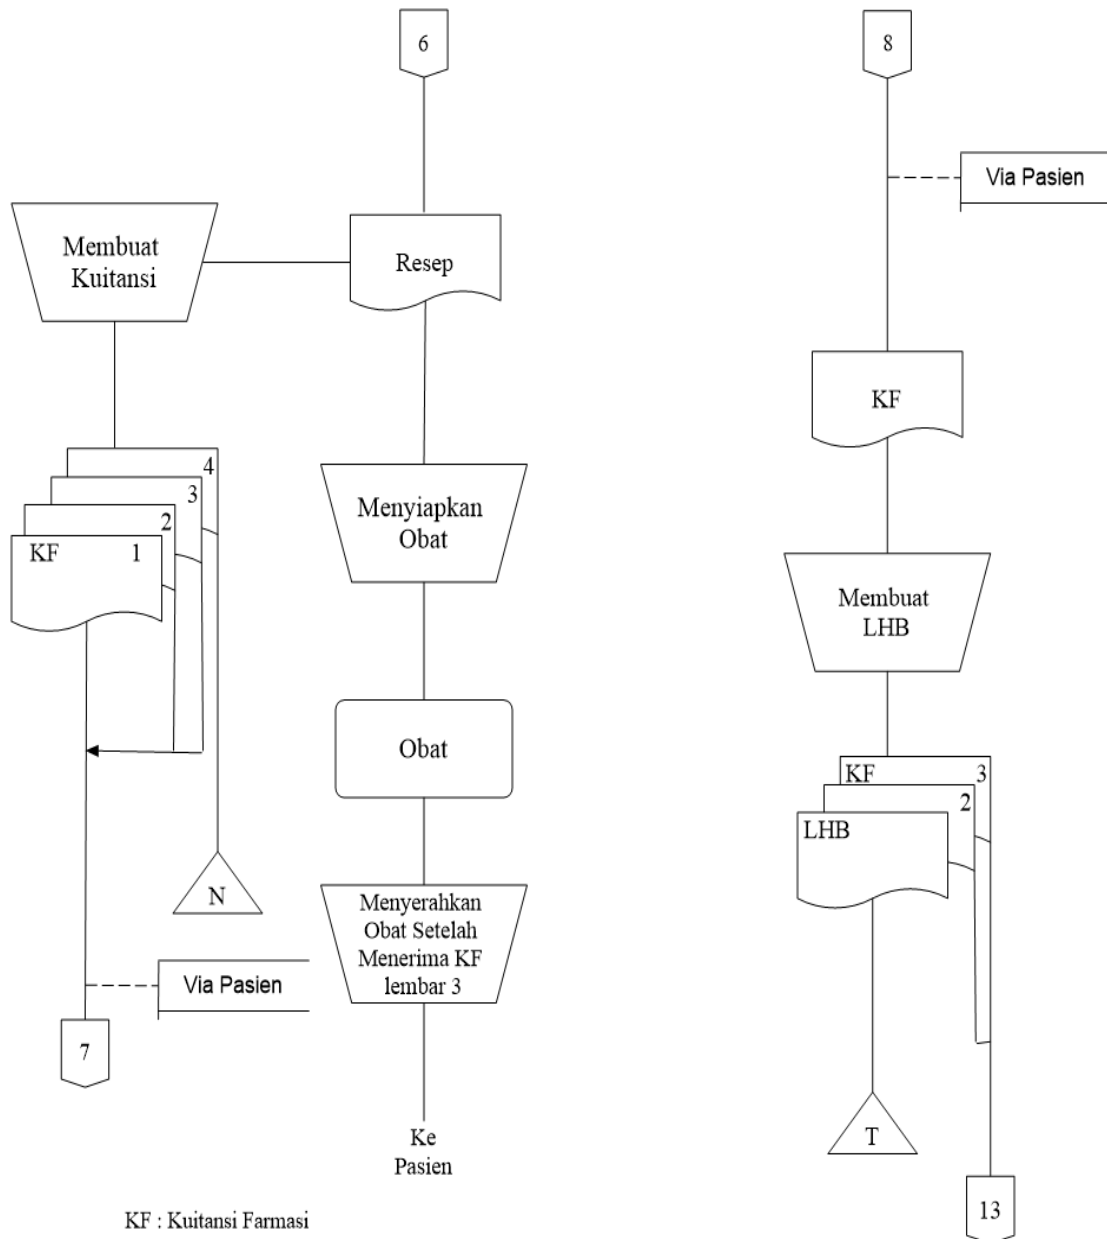 6
8
Via Pasien
Membuat
Kuitansi
Resep
KF
4
3
2
KF 1
Menyiapkan
Obat
Membuat
LHB
Obat
KF 3
2
LHB
N
Menyerahkan
Obat Setelah
Menerima KF
lembar 3
Via Pasien
7
T
Ke
Pasien
13
KF : Kuitansi Farmasi